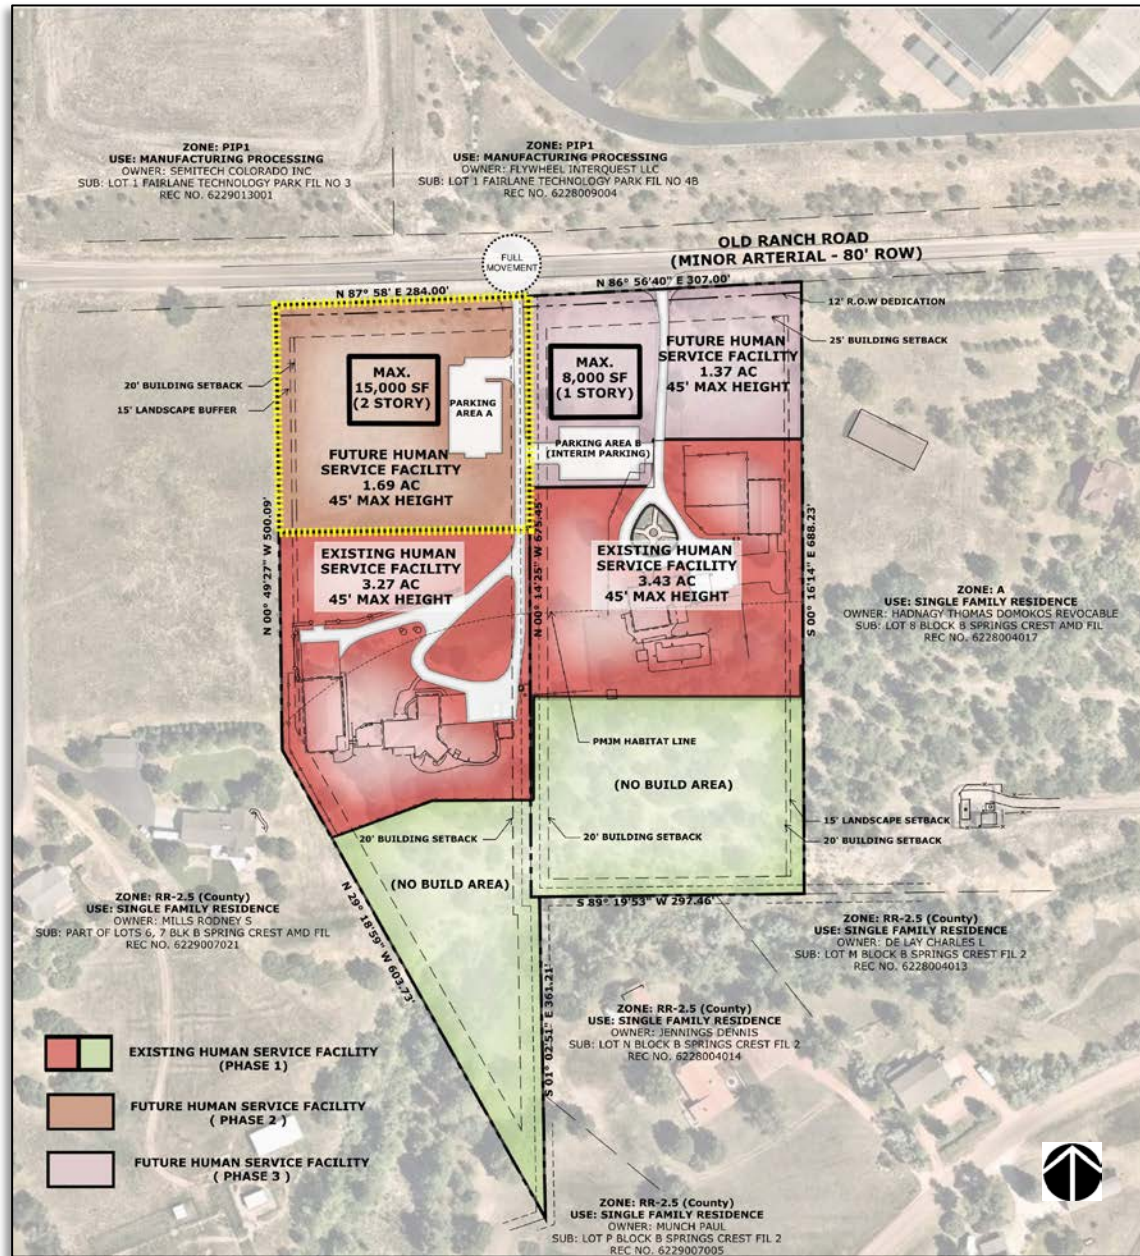 ZONE: PIP1
USE: MANUFACTURING PROCESSING
OWNER: SEMITECH COLORADO INC
SUB: LOT 1 FAIRLANE TECHNOLOGY PARK FIL NO 3
REC NO. 6229013001
ZONE: PIP1
USE: MANUFACTURING PROCESSING
OWNER: FLYWHEEL INTERQUEST LLC
SUB: LOT 1 FAIRLANE TECHNOLOGY PARK FIL NO 4B
REC NO. 6228009004
OLD RANCH ROAD
(MINOR ARTERIAL - 80' ROW)
FULL
MOVEMENT
N 87° 58' E 284.00'
N 86° 56'40" E 307.00'
12' R.O.W DEDICATION
25' BUILDING SETBACK
20' BUILDING SETBACK
15' LANDSCAPE BUFFER
MAX.
15,000 SF
(2 STORY)
PARKING
AREA A
FUTURE HUMAN
SERVICE FACILITY
1.69 AC
45' MAX HEIGHT
MAX.
8,000 SF
(1 STORY)
FUTURE HUMAN
SERVICE FACILITY
1.37 AC
45' MAX HEIGHT
PARKING AREA B
(INTERIM PARKING)
N 00° 49'27" W 500.09'
N 00° 14'25" W 675.45'
S 00° 16'14" E 688.23'
EXISTING HUMAN
SERVICE FACILITY
3.27 AC
45' MAX HEIGHT
EXISTING HUMAN
SERVICE FACILITY
3.43 AC
45' MAX HEIGHT
ZONE: A
USE: SINGLE FAMILY RESIDENCE
OWNER: HADNAGY THOMAS DOMOKOS REVOCABLE
SUB: LOT 8 BLOCK B SPRINGS CREST AMD FIL
REC NO. 6228004017
PMJM HABITAT LINE
(NO BUILD AREA)
15' LANDSCAPE SETBACK
20' BUILDING SETBACK
20' BUILDING SETBACK
20' BUILDING SETBACK
(NO BUILD AREA)
S 89° 19'53" W 297.46'
N 29° 18'59" W 603.73'
S 01° 02'51" E 361.21'
ZONE: RR-2.5 (County)
USE: SINGLE FAMILY RESIDENCE
OWNER: MILLS RODNEY S
SUB: PART OF LOTS 6, 7 BLK B SPRING CREST AMD FIL
REC NO. 6229007021
ZONE: RR-2.5 (County)
USE: SINGLE FAMILY RESIDENCE
OWNER: DE LAY CHARLES L
SUB: LOT M BLOCK B SPRINGS CREST FIL 2
REC NO. 6228004013
ZONE: RR-2.5 (County)
USE: SINGLE FAMILY RESIDENCE
OWNER: JENNINGS DENNIS
SUB: LOT N BLOCK B SPRINGS CREST FIL 2
REC NO. 6228004014
EXISTING HUMAN SERVICE FACILITY
(PHASE 1)
FUTURE HUMAN SERVICE FACILITY
( PHASE 2 )
FUTURE HUMAN SERVICE FACILITY
( PHASE 3 )
ZONE: RR-2.5 (County)
USE: SINGLE FAMILY RESIDENCE
OWNER: MUNCH PAUL
SUB: LOT P BLOCK B SPRINGS CREST FIL 2
REC NO. 6229007005